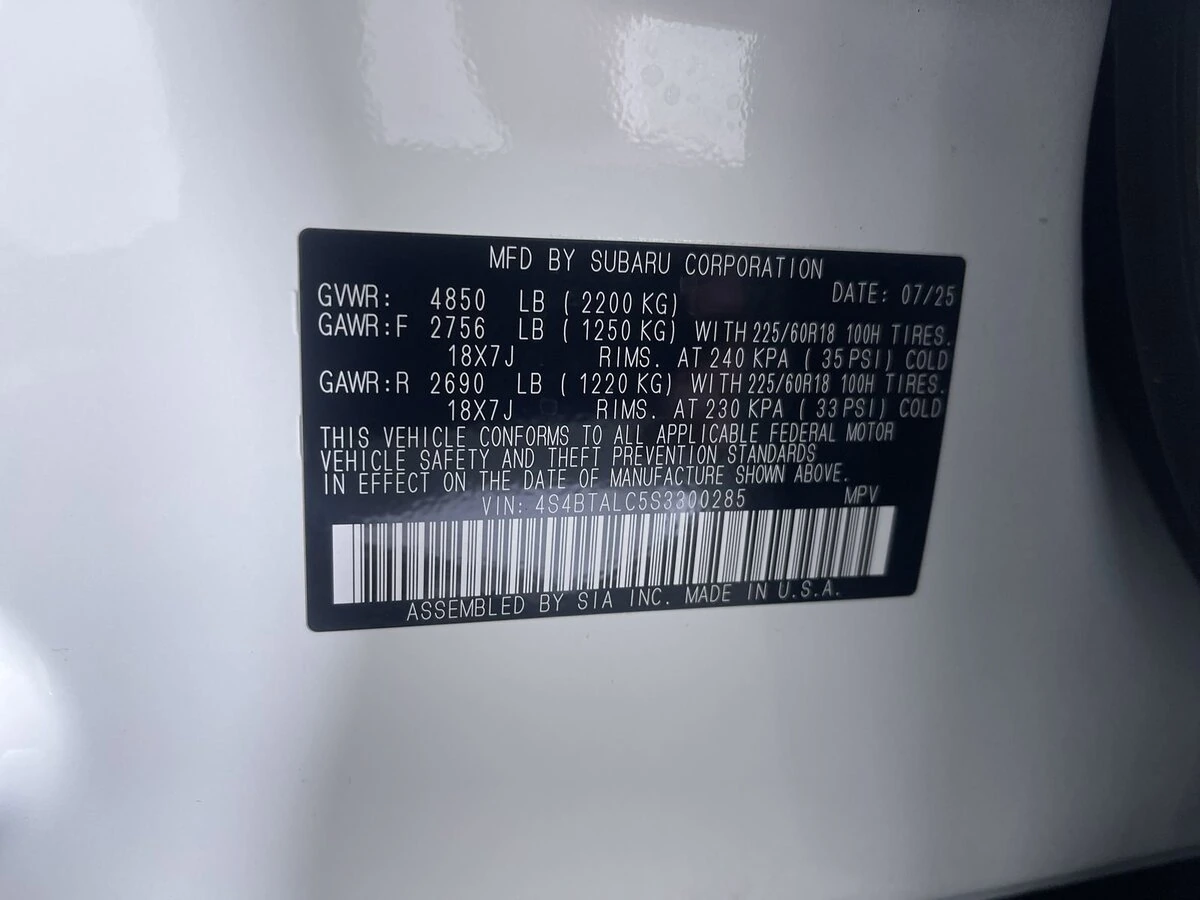 MFD BY SUBARU CORPORATION
DATE: 07/25
GVWR: 4850 LB ( 2200 KG)
GAWR:F 2756 LB ( 1250 KG) WITH 225/60R18 100H TIRES.
18X7J RIMS. AT 240 KPA ( 35 PSI) COLD
GAWR:R 2690 LB ( 1220 KG) WITH 225/60R18 100H TIRES.
18X7J RIMS. AT 230 KPA ( 33 PSI) COLD
THIS VEHICLE CONFORMS TO ALL APPLICABLE FEDERAL MOTOR
VEHICLE SAFETY AND THEFT PREVENTION STANDARDS
IN EFFECT ON THE DATE OF MANUFACTURE SHOWN ABOVE.
VIN: 4S4BTALC5S3300285 MPV
ASSEMBLED BY SIA INC. MADE IN U.S.A.